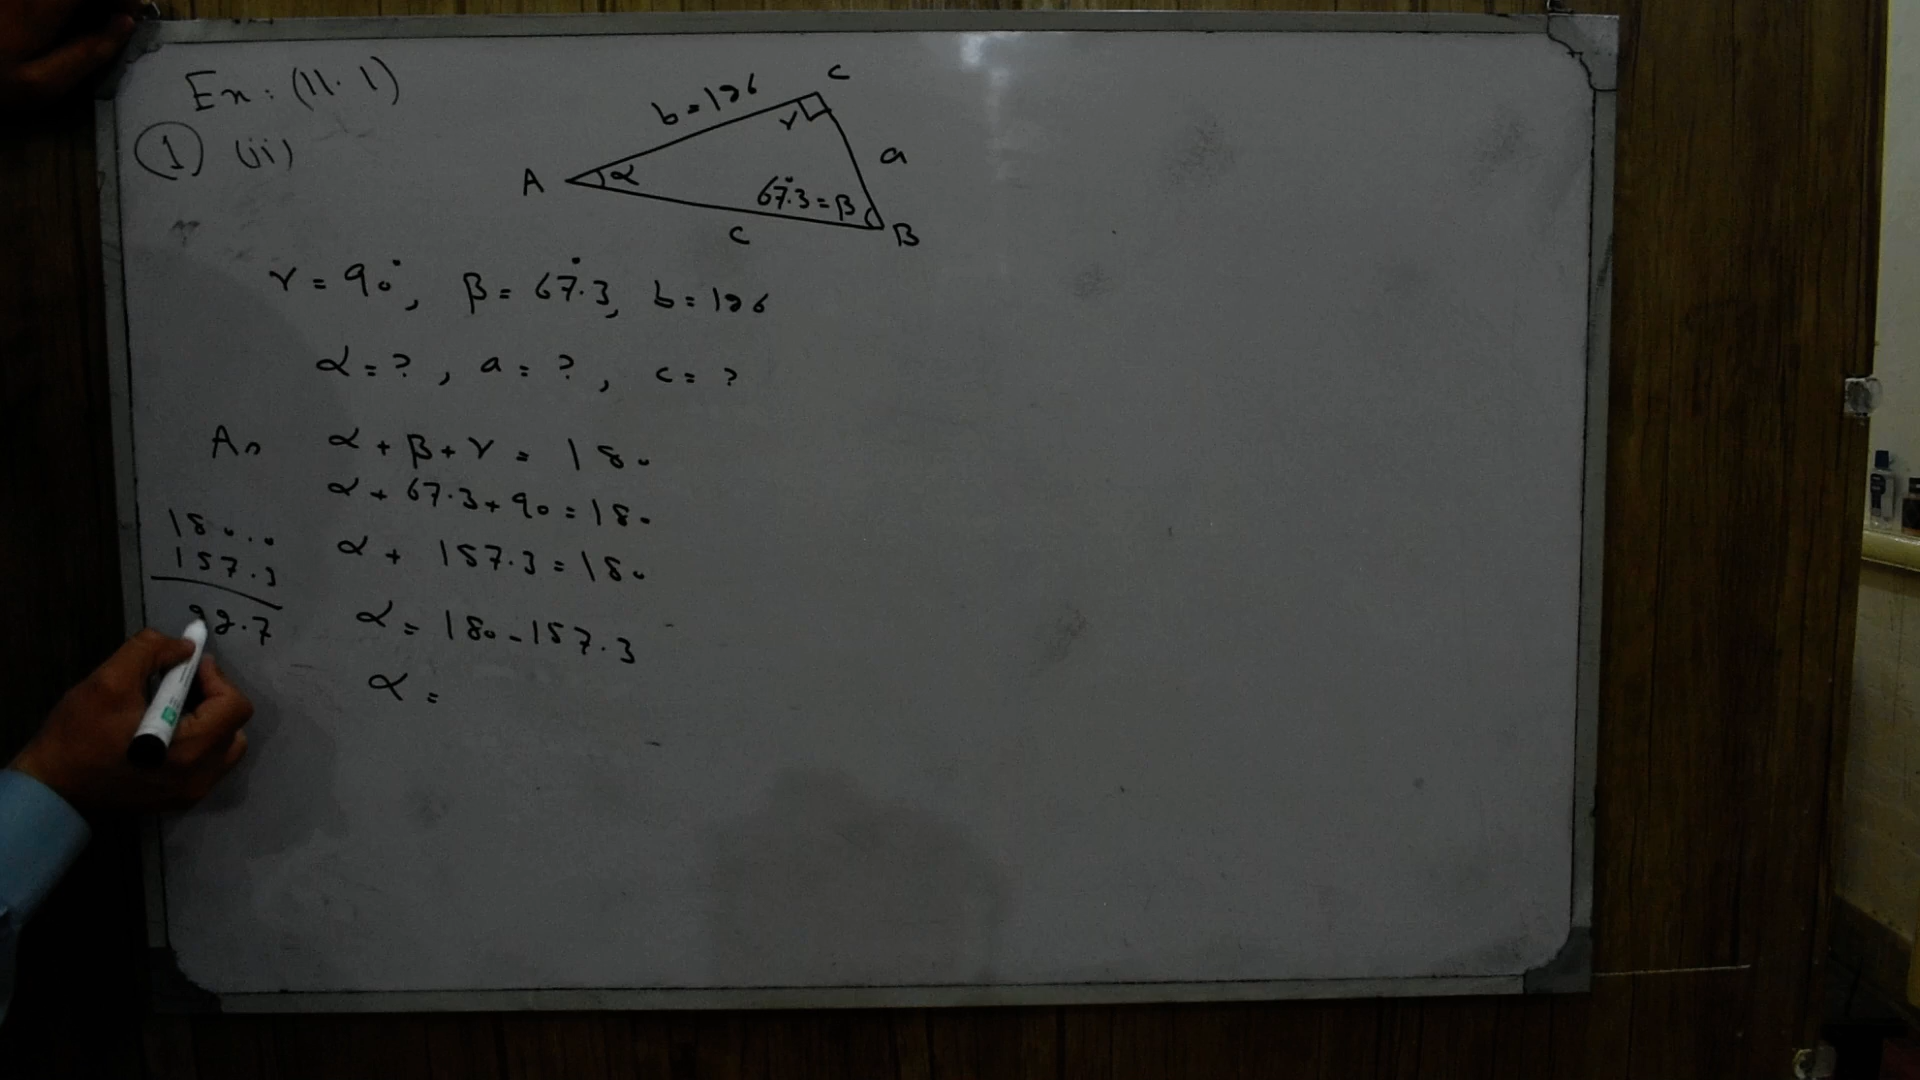 Ex: (11.1)
① (ii)
b = 126
C
γ
a
A
α
67.3° = β
c
B
γ = 90°, β = 67.3°, b = 126
α = ?, a = ?, c = ?
As α + β + γ = 180
α + 67.3 + 90 = 180
180.0
157.3
22.7
α + 157.3 = 180
α = 180 - 157.3
α =